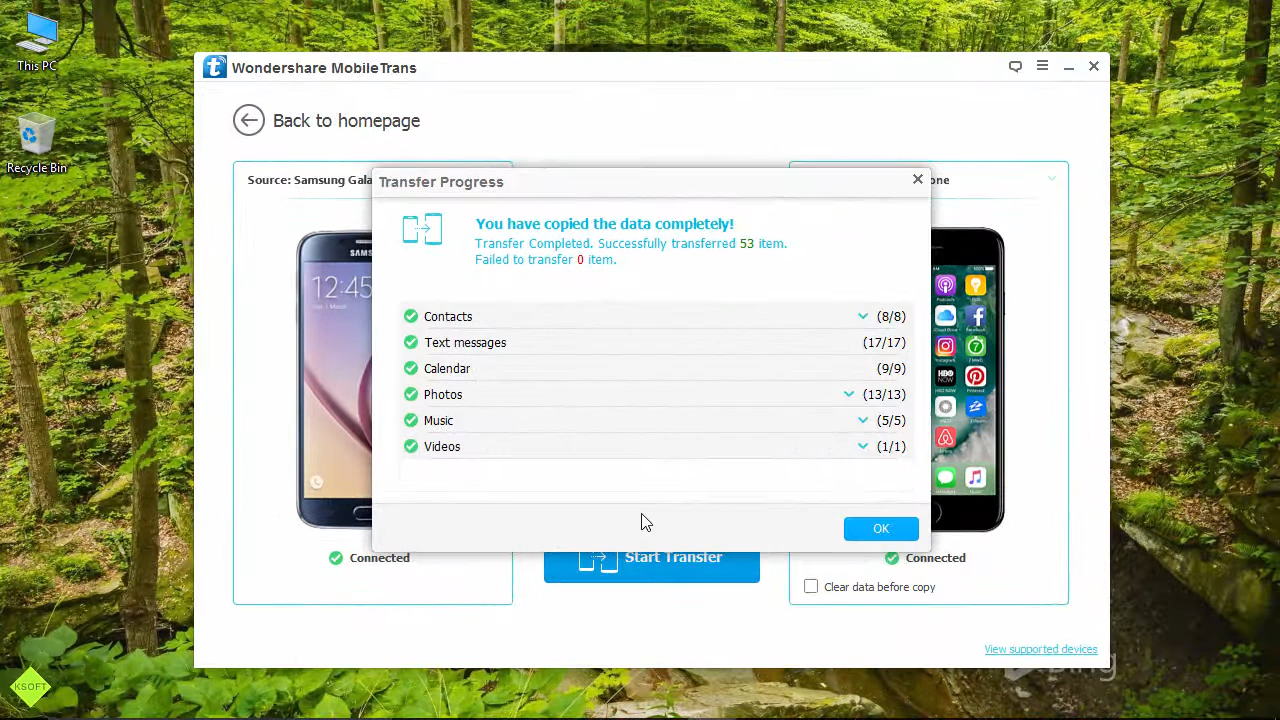 This PC
Recycle Bin
Wondershare MobileTrans
Back to homepage
Source: Samsung Gala
one
Transfer Progress
You have copied the data completely!
Transfer Completed. Successfully transferred 53 item.
Failed to transfer 0 item.
Contacts (8/8)
Text messages (17/17)
Calendar (9/9)
Photos (13/13)
Music (5/5)
Videos (1/1)
OK
SAMS
12:45
Connected
Start Transfer
Connected
Clear data before copy
View supported devices
KSOFT